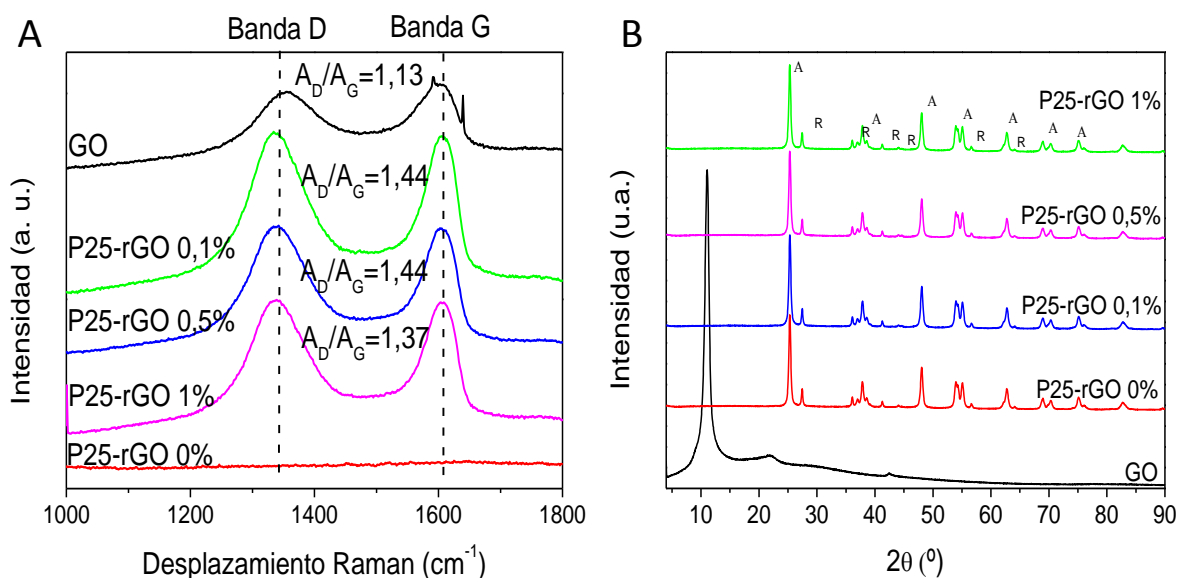 A
Banda D
Banda G
A_D/A_G=1,13
GO
A_D/A_G=1,44
P25-rGO 0,1%
A_D/A_G=1,44
P25-rGO 0,5%
A_D/A_G=1,37
P25-rGO 1%
P25-rGO 0%
Intensidad (a. u.)
1000
1200
1400
1600
1800
Desplazamiento Raman (cm⁻¹)
B
A
R
R
A
R
R
A
A
R
A
R
A
A
P25-rGO 1%
P25-rGO 0,5%
P25-rGO 0,1%
P25-rGO 0%
GO
Intensidad (u.a.)
10
20
30
40
50
60
70
80
90
2θ (º)